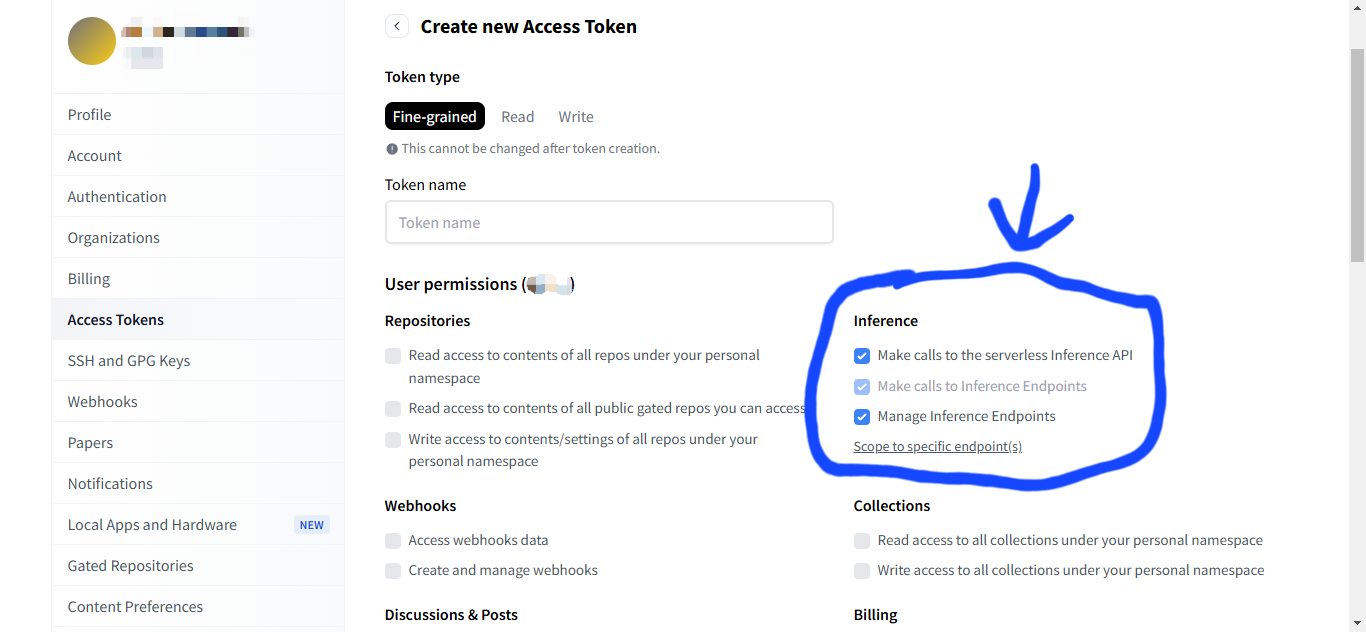 Create new Access Token
Token type
Fine-grained Read Write
This cannot be changed after token creation.
Token name
Token name
User permissions ( )
Repositories
Read access to contents of all repos under your personal
namespace
Read access to contents of all public gated repos you can access
Write access to contents/settings of all repos under your
personal namespace
Inference
Make calls to the serverless Inference API
Make calls to Inference Endpoints
Manage Inference Endpoints
Scope to specific endpoint(s)
Webhooks
Access webhooks data
Create and manage webhooks
Collections
Read access to all collections under your personal namespace
Write access to all collections under your personal namespace
Discussions & Posts
Billing
Profile
Account
Authentication
Organizations
Billing
Access Tokens
SSH and GPG Keys
Webhooks
Papers
Notifications
Local Apps and Hardware NEW
Gated Repositories
Content Preferences